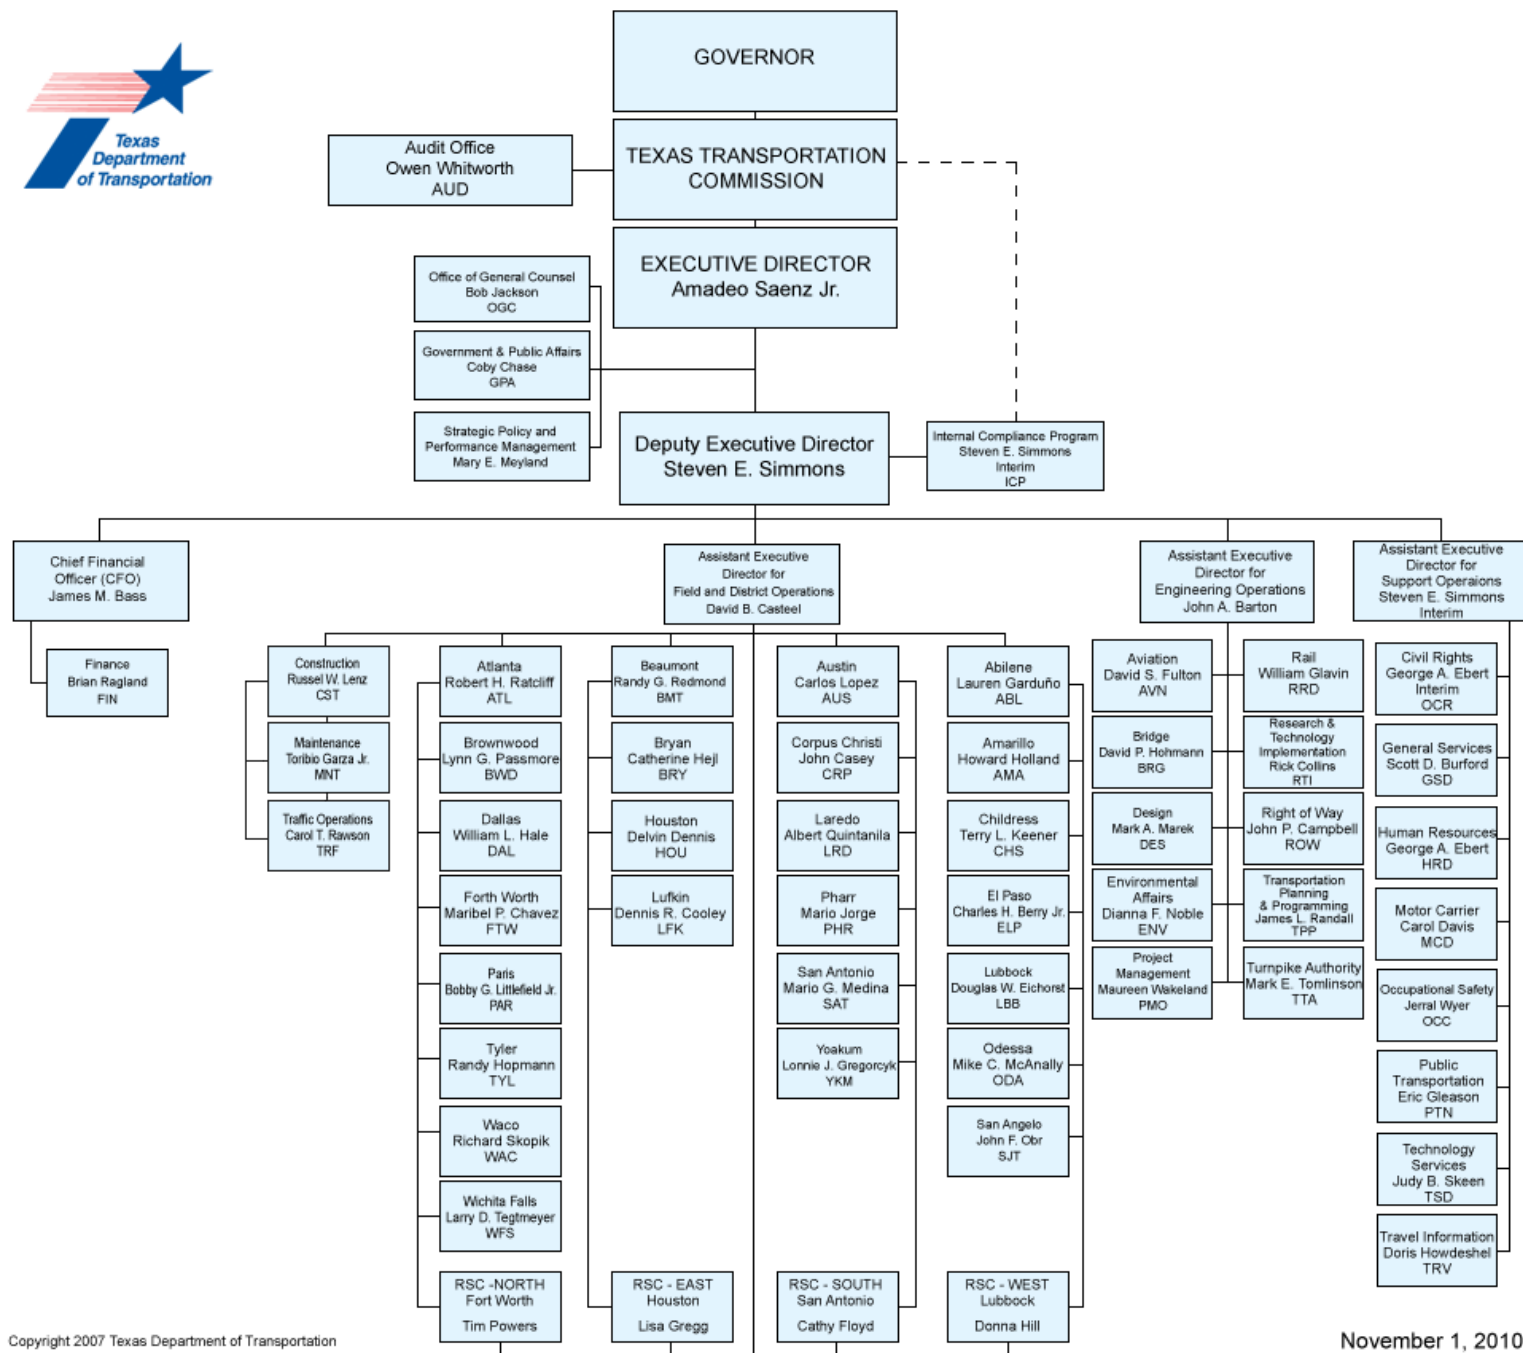 Texas
Department
of Transportation
GOVERNOR
TEXAS TRANSPORTATION
COMMISSION
Audit Office
Owen Whitworth
AUD
EXECUTIVE DIRECTOR
Amadeo Saenz Jr.
Office of General Counsel
Bob Jackson
OGC
Government & Public Affairs
Coby Chase
GPA
Strategic Policy and
Performance Management
Mary E. Meyland
Deputy Executive Director
Steven E. Simmons
Internal Compliance Program
Steven E. Simmons
Interim
ICP
Chief Financial
Officer (CFO)
James M. Bass
Finance
Brian Ragland
FIN
Assistant Executive
Director for
Field and District Operations
David B. Casteel
Construction
Russel W. Lenz
CST
Maintenance
Toribio Garza Jr.
MNT
Traffic Operations
Carol T. Rawson
TRF
Atlanta
Robert H. Ratcliff
ATL
Brownwood
Lynn G. Passmore
BWD
Dallas
William L. Hale
DAL
Forth Worth
Maribel P. Chavez
FTW
Paris
Bobby G. Littlefield Jr.
PAR
Tyler
Randy Hopmann
TYL
Waco
Richard Skopik
WAC
Wichita Falls
Larry D. Tegtmeyer
WFS
RSC -NORTH
Fort Worth
Tim Powers
Beaumont
Randy G. Redmond
BMT
Bryan
Catherine Hejl
BRY
Houston
Delvin Dennis
HOU
Lufkin
Dennis R. Cooley
LFK
RSC - EAST
Houston
Lisa Gregg
Austin
Carlos Lopez
AUS
Corpus Christi
John Casey
CRP
Laredo
Albert Quintanila
LRD
Pharr
Mario Jorge
PHR
San Antonio
Mario G. Medina
SAT
Yoakum
Lonnie J. Gregorcyk
YKM
RSC - SOUTH
San Antonio
Cathy Floyd
Abilene
Lauren Garduño
ABL
Amarillo
Howard Holland
AMA
Childress
Terry L. Keener
CHS
El Paso
Charles H. Berry Jr.
ELP
Lubbock
Douglas W. Eichorst
LBB
Odessa
Mike C. McAnally
ODA
San Angelo
John F. Obr
SJT
RSC - WEST
Lubbock
Donna Hill
Assistant Executive
Director for
Engineering Operations
John A. Barton
Aviation
David S. Fulton
AVN
Bridge
David P. Hohmann
BRG
Design
Mark A. Marek
DES
Environmental
Affairs
Dianna F. Noble
ENV
Project
Management
Maureen Wakeland
PMO
Rail
William Glavin
RRD
Research &
Technology
Implementation
Rick Collins
RTI
Right of Way
John P. Campbell
ROW
Transportation
Planning
& Programming
James L. Randall
TPP
Turnpike Authority
Mark E. Tomlinson
TTA
Assistant Executive
Director for
Support Operaions
Steven E. Simmons
Interim
Civil Rights
George A. Ebert
Interim
OCR
General Services
Scott D. Burford
GSD
Human Resources
George A. Ebert
HRD
Motor Carrier
Carol Davis
MCD
Occupational Safety
Jerral Wyer
OCC
Public
Transportation
Eric Gleason
PTN
Technology
Services
Judy B. Skeen
TSD
Travel Information
Doris Howdeshel
TRV
Copyright 2007 Texas Department of Transportation
November 1, 2010